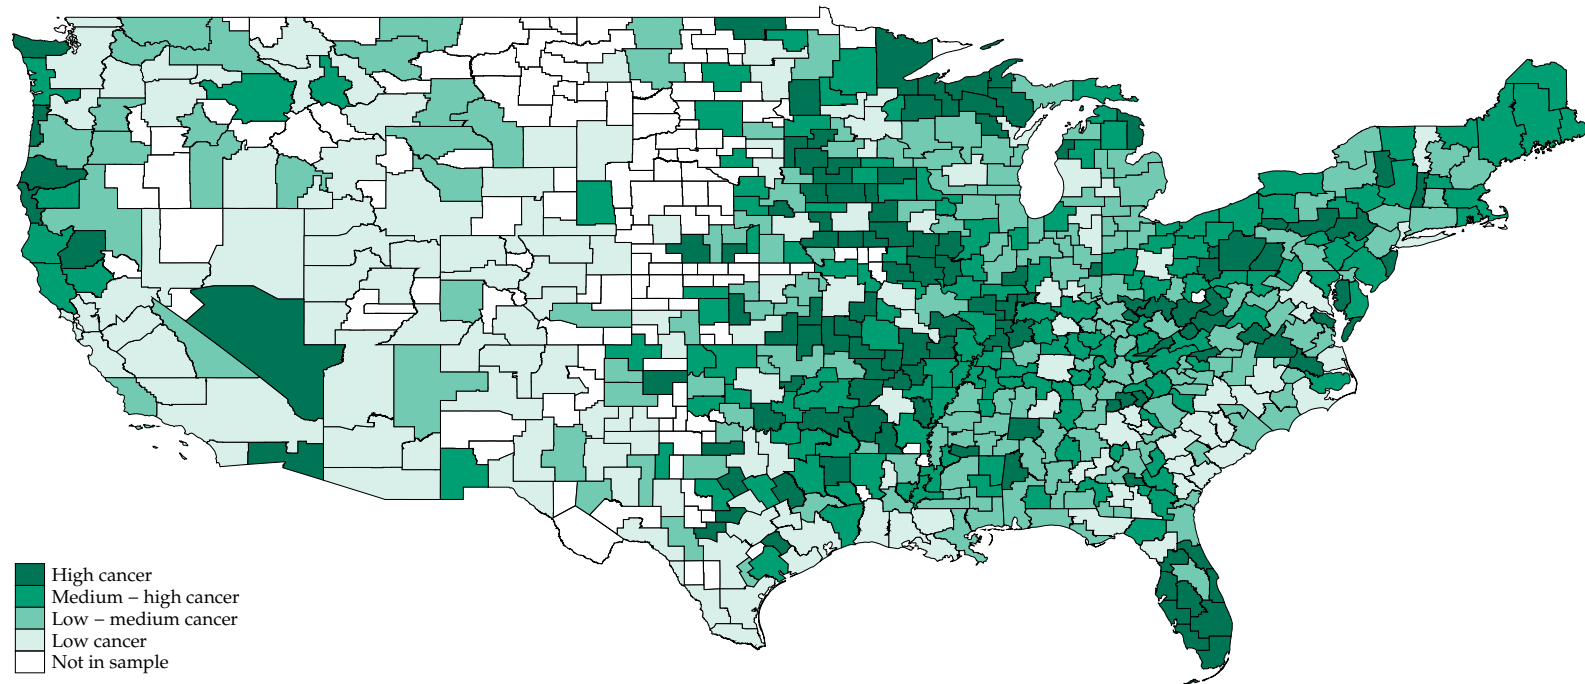 High cancer
Medium − high cancer
Low − medium cancer
Low cancer
Not in sample